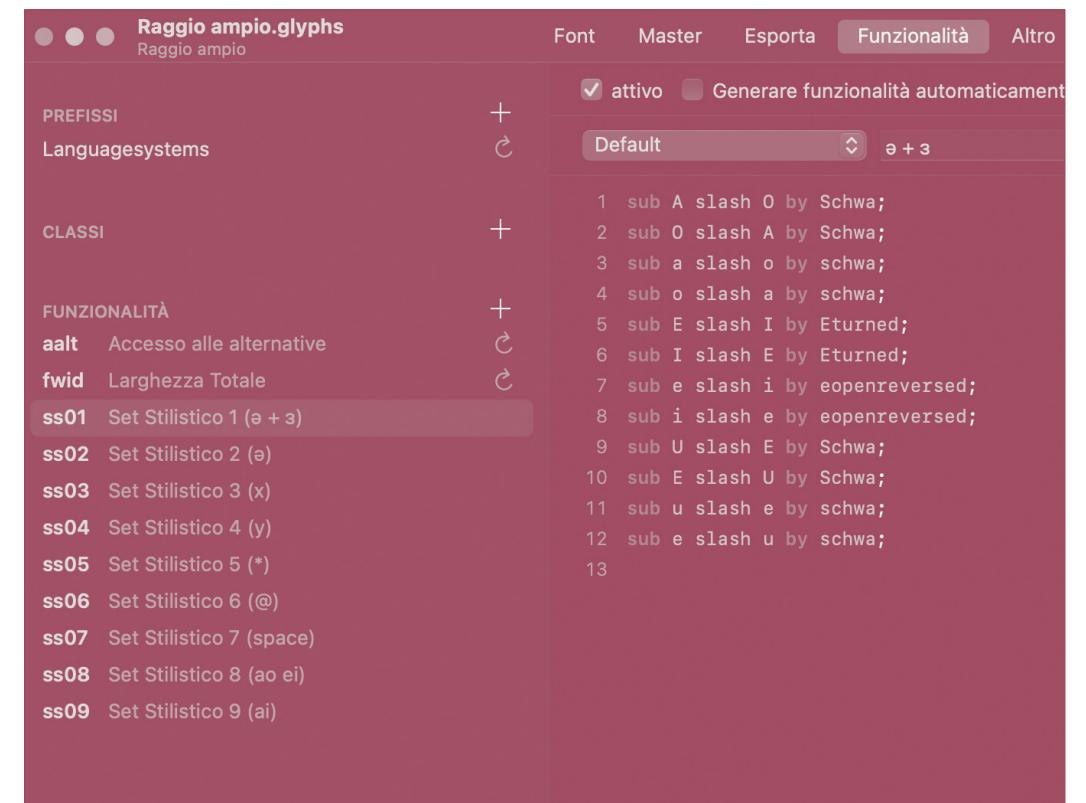 Raggio ampio.glyphs
Raggio ampio
Font Master Esporta Funzionalità Altro
attivo Generare funzionalità automaticament
PREFISSI
Languagesystems
CLASSI
FUNZIONALITÀ
aalt Accesso alle alternative
fwid Larghezza Totale
ss01 Set Stilistico 1 (ə + ɜ)
ss02 Set Stilistico 2 (ə)
ss03 Set Stilistico 3 (x)
ss04 Set Stilistico 4 (y)
ss05 Set Stilistico 5 (*)
ss06 Set Stilistico 6 (@)
ss07 Set Stilistico 7 (space)
ss08 Set Stilistico 8 (ao ei)
ss09 Set Stilistico 9 (ai)
Default ə + ɜ
1 sub A slash O by Schwa;
2 sub O slash A by Schwa;
3 sub a slash o by schwa;
4 sub o slash a by schwa;
5 sub E slash I by Eturned;
6 sub I slash E by Eturned;
7 sub e slash i by eopenreversed;
8 sub i slash e by eopenreversed;
9 sub U slash E by Schwa;
10 sub E slash U by Schwa;
11 sub u slash e by schwa;
12 sub e slash u by schwa;
13